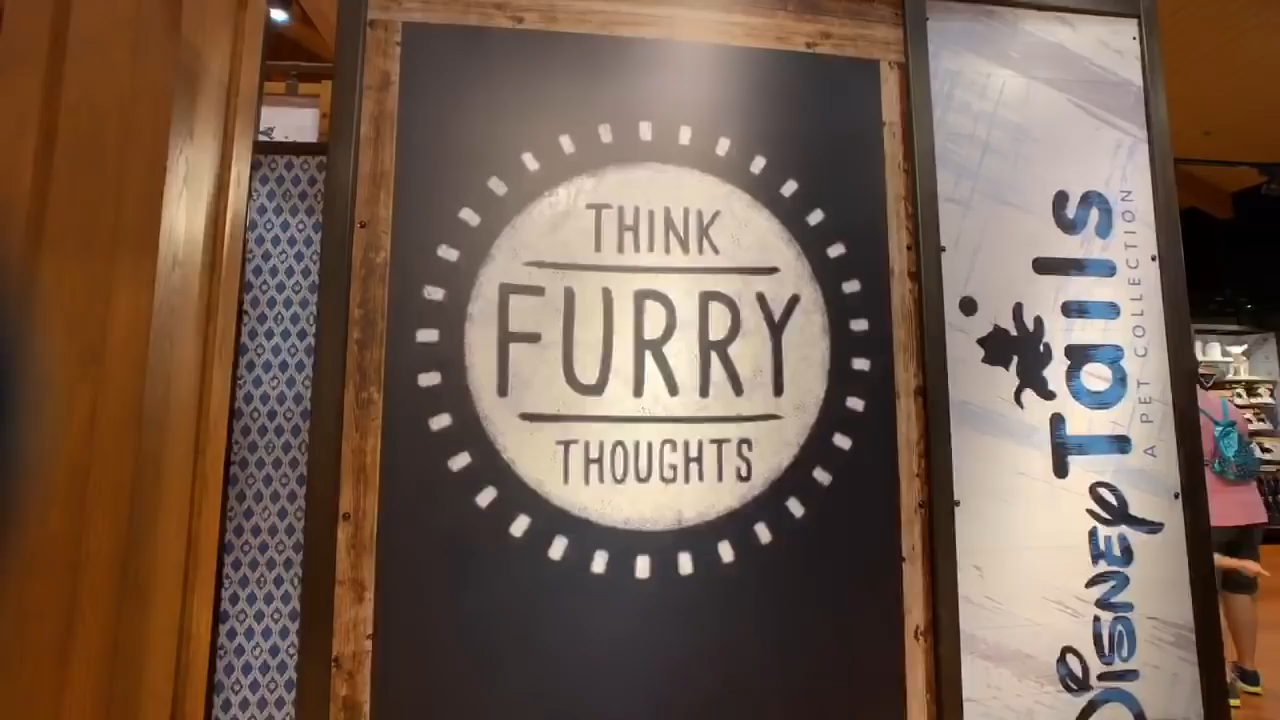 THINK
FURRY
THOUGHTS
Disney Tails
A PET COLLECTION